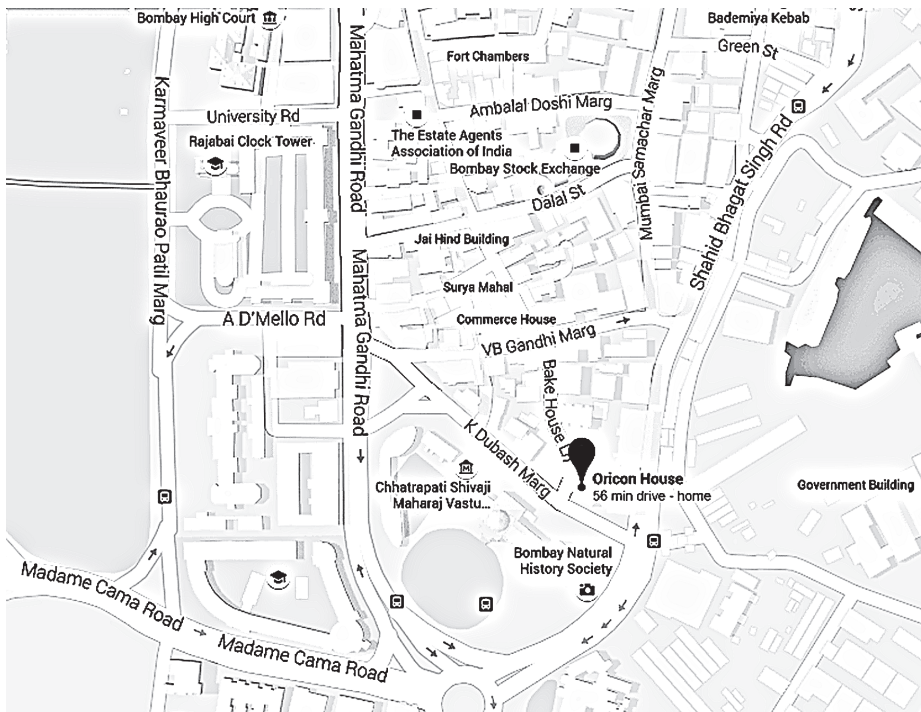 Bombay High Court
Bademiya Kebab
Green St
Fort Chambers
Mahatma Gandhi Road
Karmaveer Bhaurao Patil Marg
University Rd
Ambalal Doshi Marg
Mumbai Samachar Marg
Shahid Bhagat Singh Rd
Rajabai Clock Tower
The Estate Agents
Association of India
Bombay Stock Exchange
Dalal St
Jai Hind Building
Surya Mahal
Mahatma Gandhi Road
A D'Mello Rd
Commerce House
VB Gandhi Marg
Bake House Ln
K Dubash Marg
Chhatrapati Shivaji
Maharaj Vastu...
Oricon House
56 min drive - home
Government Building
Bombay Natural
History Society
Madame Cama Road
Madame Cama Road